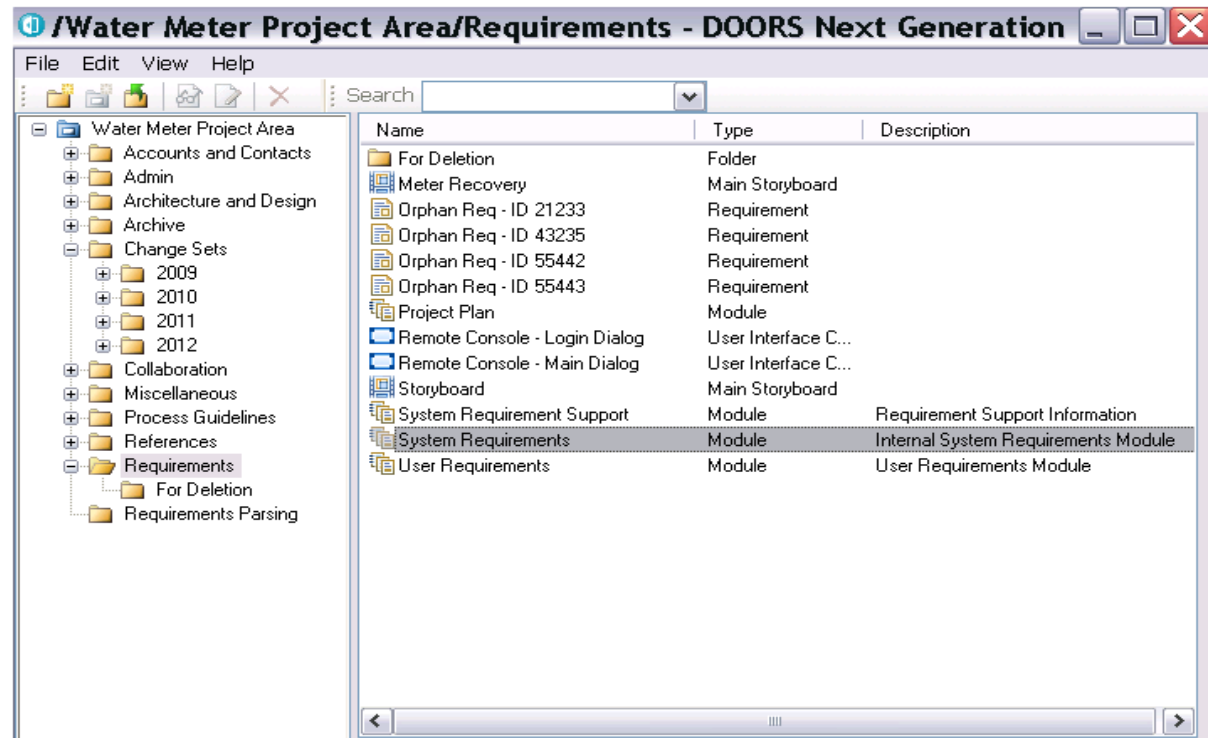 /Water Meter Project Area/Requirements - DOORS Next Generation
File Edit View Help
Search
Water Meter Project Area
Accounts and Contacts
Admin
Architecture and Design
Archive
Change Sets
2009
2010
2011
2012
Collaboration
Miscellaneous
Process Guidelines
References
Requirements
For Deletion
Requirements Parsing
Name Type Description
For Deletion Folder
Meter Recovery Main Storyboard
Orphan Req - ID 21233 Requirement
Orphan Req - ID 43235 Requirement
Orphan Req - ID 55442 Requirement
Orphan Req - ID 55443 Requirement
Project Plan Module
Remote Console - Login Dialog User Interface C...
Remote Console - Main Dialog User Interface C...
Storyboard Main Storyboard
System Requirement Support Module Requirement Support Information
System Requirements Module Internal System Requirements Module
User Requirements Module User Requirements Module